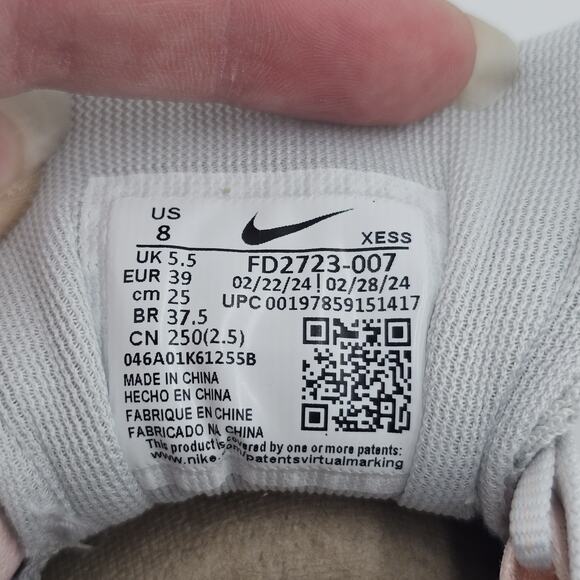 US
8
XESS
UK 5.5
EUR 39
cm 25
BR 37.5
CN 250(2.5)
FD2723-007
02/22/24 | 02/28/24
UPC 00197859151417
046A01K61255B
MADE IN CHINA
HECHO EN CHINA
FABRIQUE EN CHINE
FABRICADO NA CHINA
This product is covered by one or more patents:
www.nike. /patentsvirtualmarking